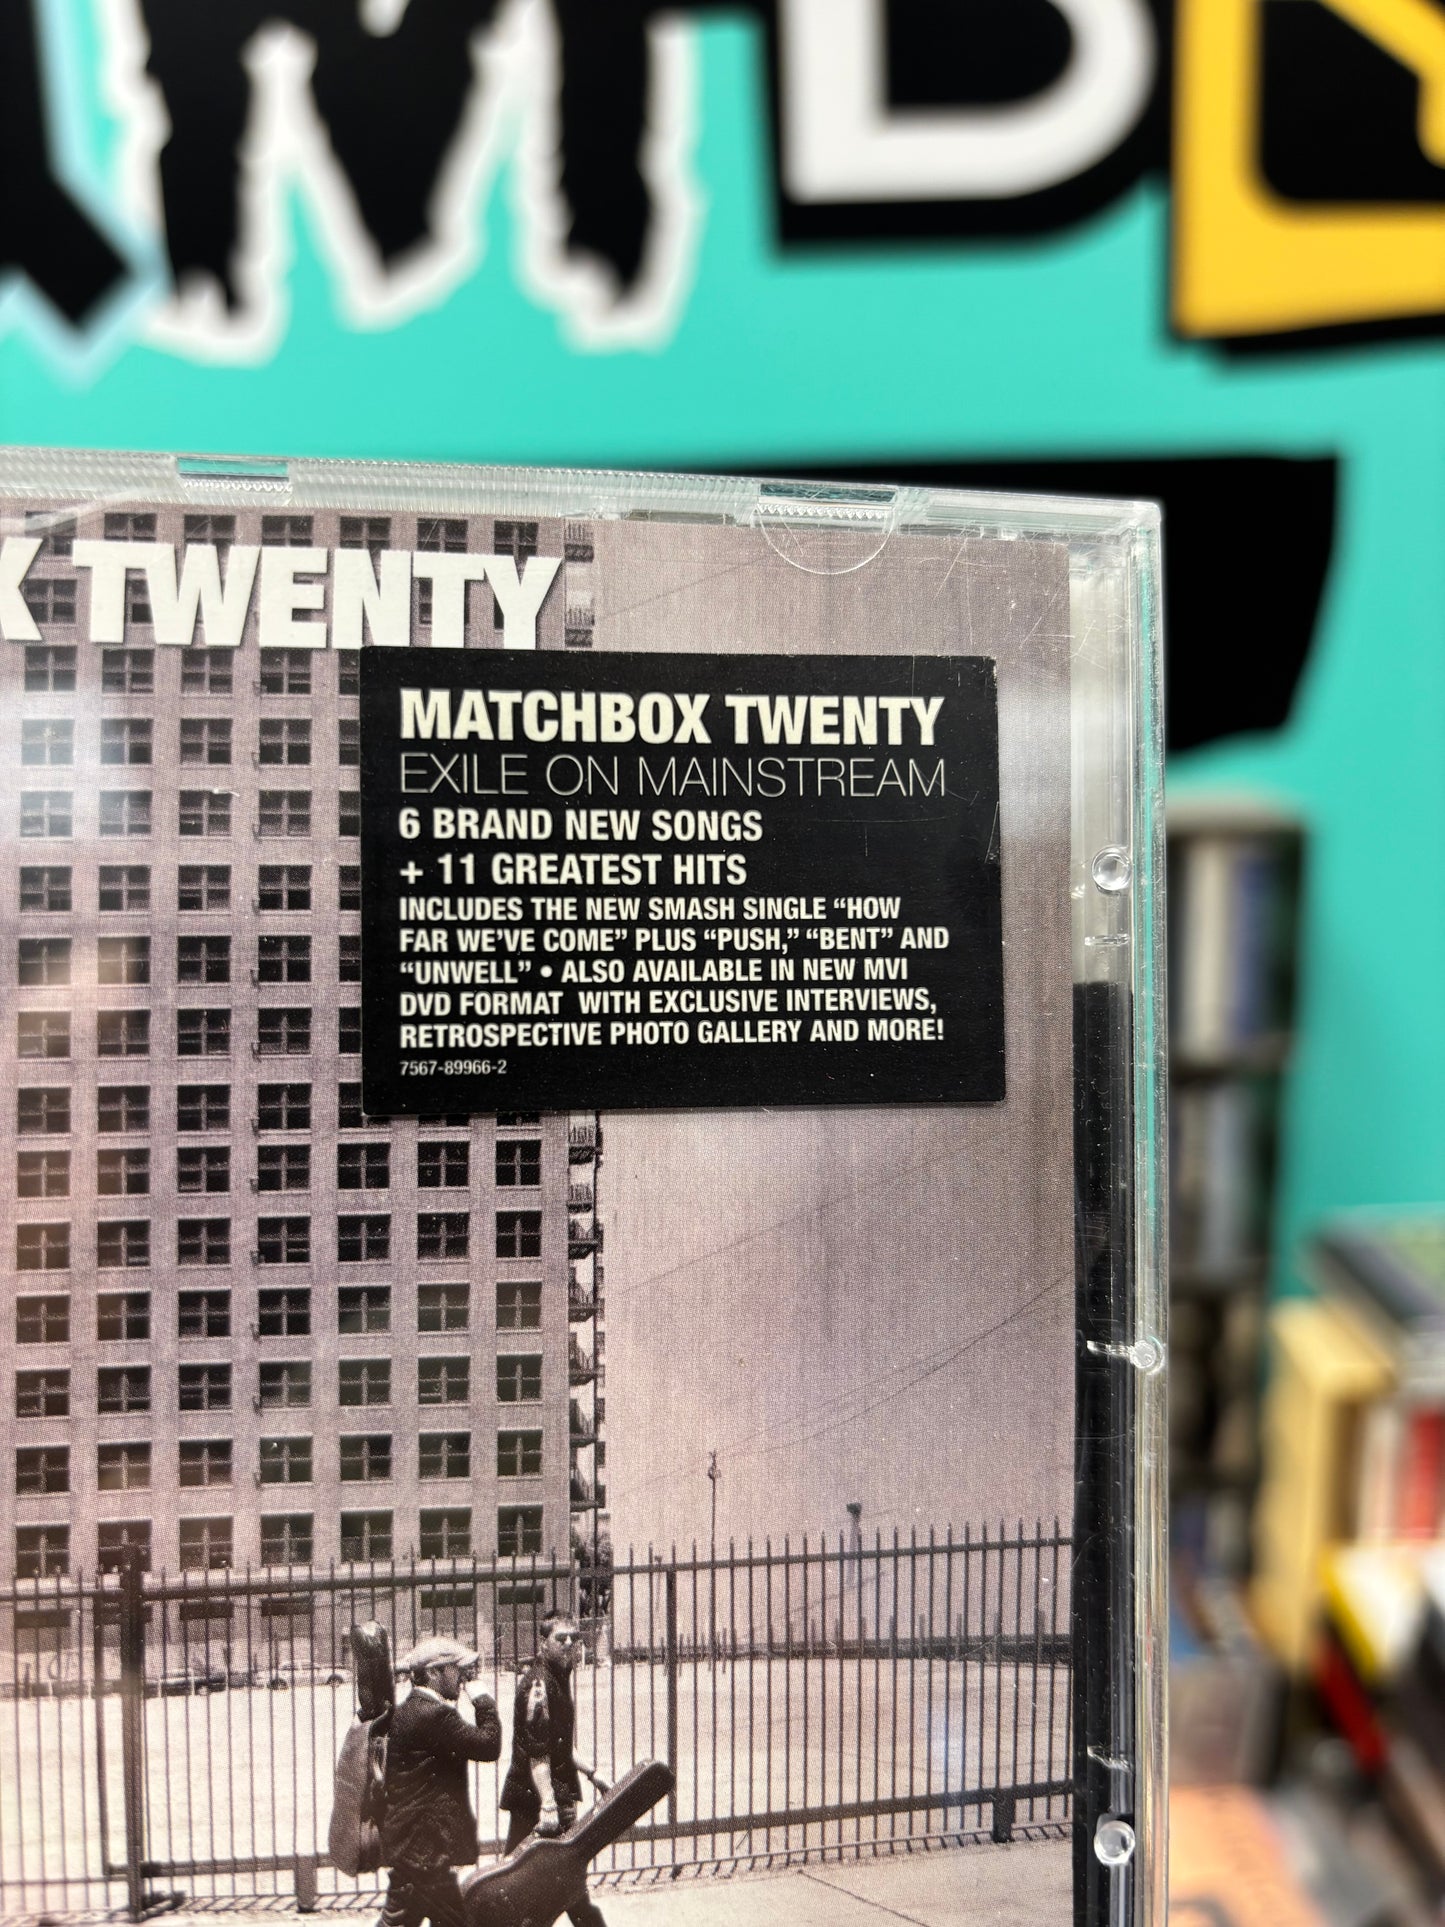 K TWENTY
MATCHBOX TWENTY
EXILE ON MAINSTREAM
6 BRAND NEW SONGS
+ 11 GREATEST HITS
INCLUDES THE NEW SMASH SINGLE “HOW
FAR WE’VE COME” PLUS “PUSH,” “BENT” AND
“UNWELL” • ALSO AVAILABLE IN NEW MVI
DVD FORMAT WITH EXCLUSIVE INTERVIEWS,
RETROSPECTIVE PHOTO GALLERY AND MORE!
7567-89966-2